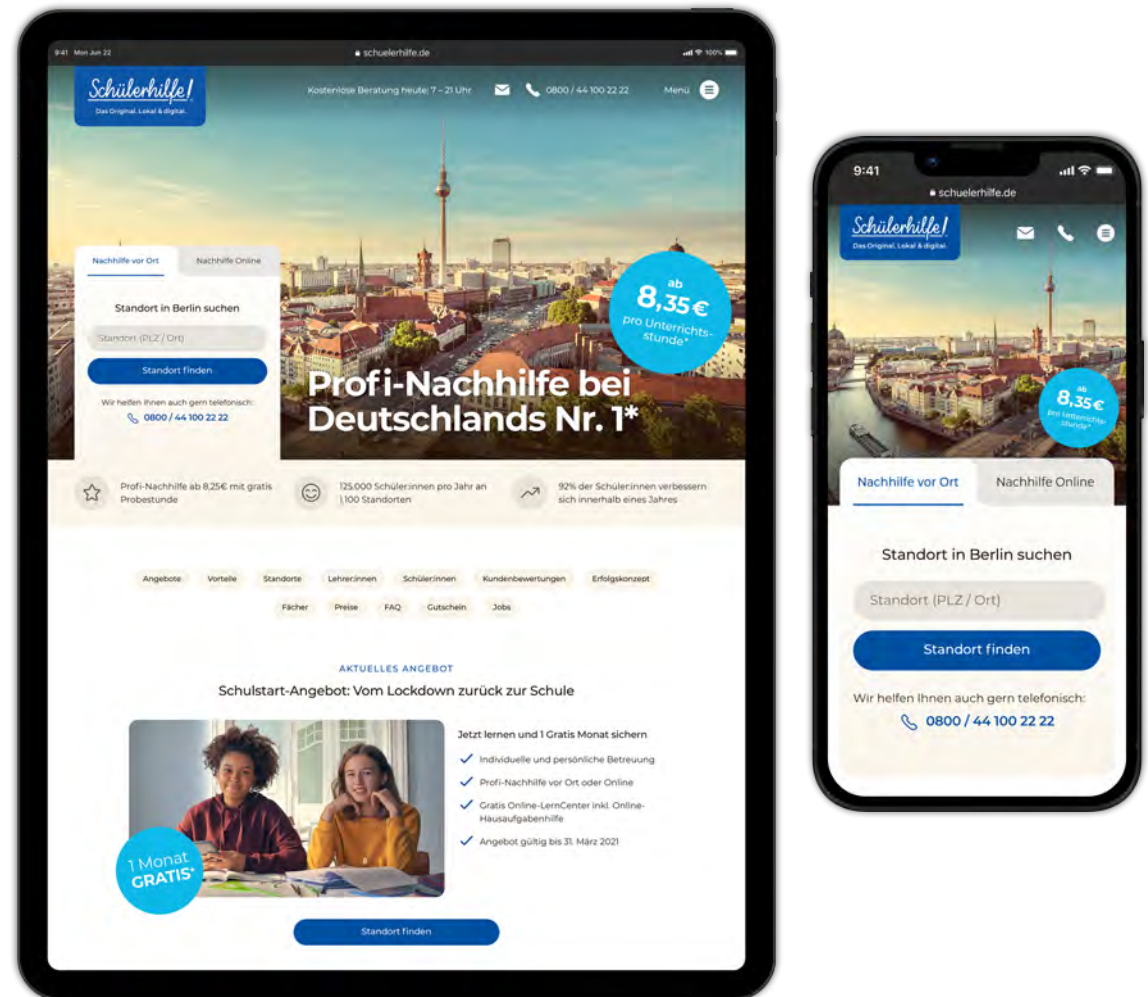 9:41 Mon Jun 22
schuelerhilfe.de
100%
Schülerhilfe!
Das Original. Lokal & digital.
Kostenlose Beratung heute: 7 – 21 Uhr
0800 / 44 100 22 22
Menü
Nachhilfe vor Ort
Nachhilfe Online
Standort in Berlin suchen
Standort (PLZ / Ort)
Standort finden
Wir helfen Ihnen auch gern telefonisch:
0800 / 44 100 22 22
ab
8,35 €
pro Unterrichts-
stunde*
Profi-Nachhilfe bei
Deutschlands Nr. 1*
Profi-Nachhilfe ab 8,25€ mit gratis
Probestunde
125.000 Schüler:innen pro Jahr an
1.100 Standorten
92% der Schüler:innen verbessern
sich innerhalb eines Jahres
Angebote
Vorteile
Standorte
Lehrer:innen
Schüler:innen
Kundenbewertungen
Erfolgskonzept
Fächer
Preise
FAQ
Gutschein
Jobs
AKTUELLES ANGEBOT
Schulstart-Angebot: Vom Lockdown zurück zur Schule
1 Monat
GRATIS*
Jetzt lernen und 1 Gratis Monat sichern
Individuelle und persönliche Betreuung
Profi-Nachhilfe vor Ort oder Online
Gratis Online-LernCenter inkl. Online-
Hausaufgabenhilfe
Angebot gültig bis 31. März 2021
Standort finden
9:41
schuelerhilfe.de
Schülerhilfe!
Das Original. Lokal & digital.
ab
8,35 €
pro Unterrichts-
-stunde*
Nachhilfe vor Ort
Nachhilfe Online
Standort in Berlin suchen
Standort (PLZ / Ort)
Standort finden
Wir helfen Ihnen auch gern telefonisch:
0800 / 44 100 22 22